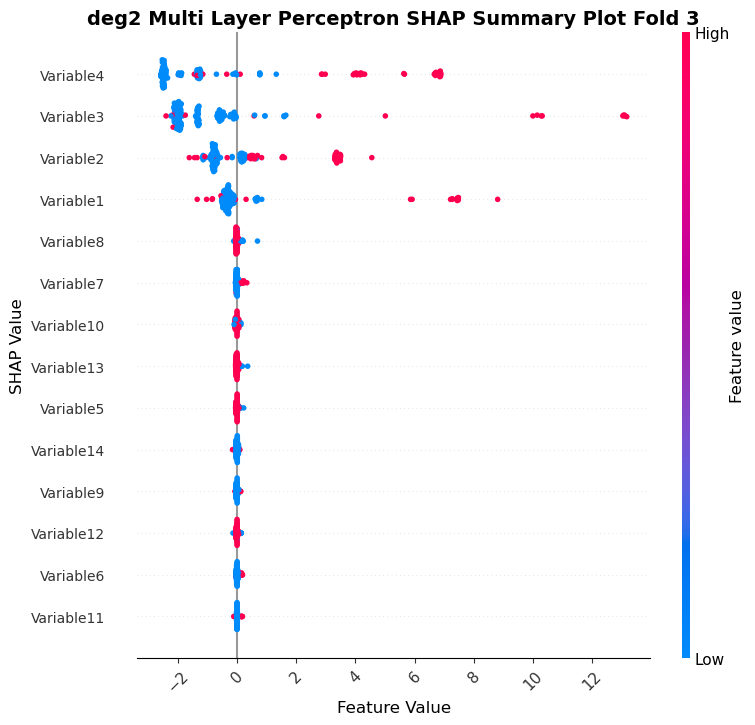 deg2 Multi Layer Perceptron SHAP Summary Plot Fold 3
High
Variable4
Variable3
Variable2
Variable1
Variable8
Variable7
Variable10
Variable13
Variable5
Variable14
Variable9
Variable12
Variable6
Variable11
SHAP Value
Feature value
Low
−2
0
2
4
6
8
10
12
Feature Value